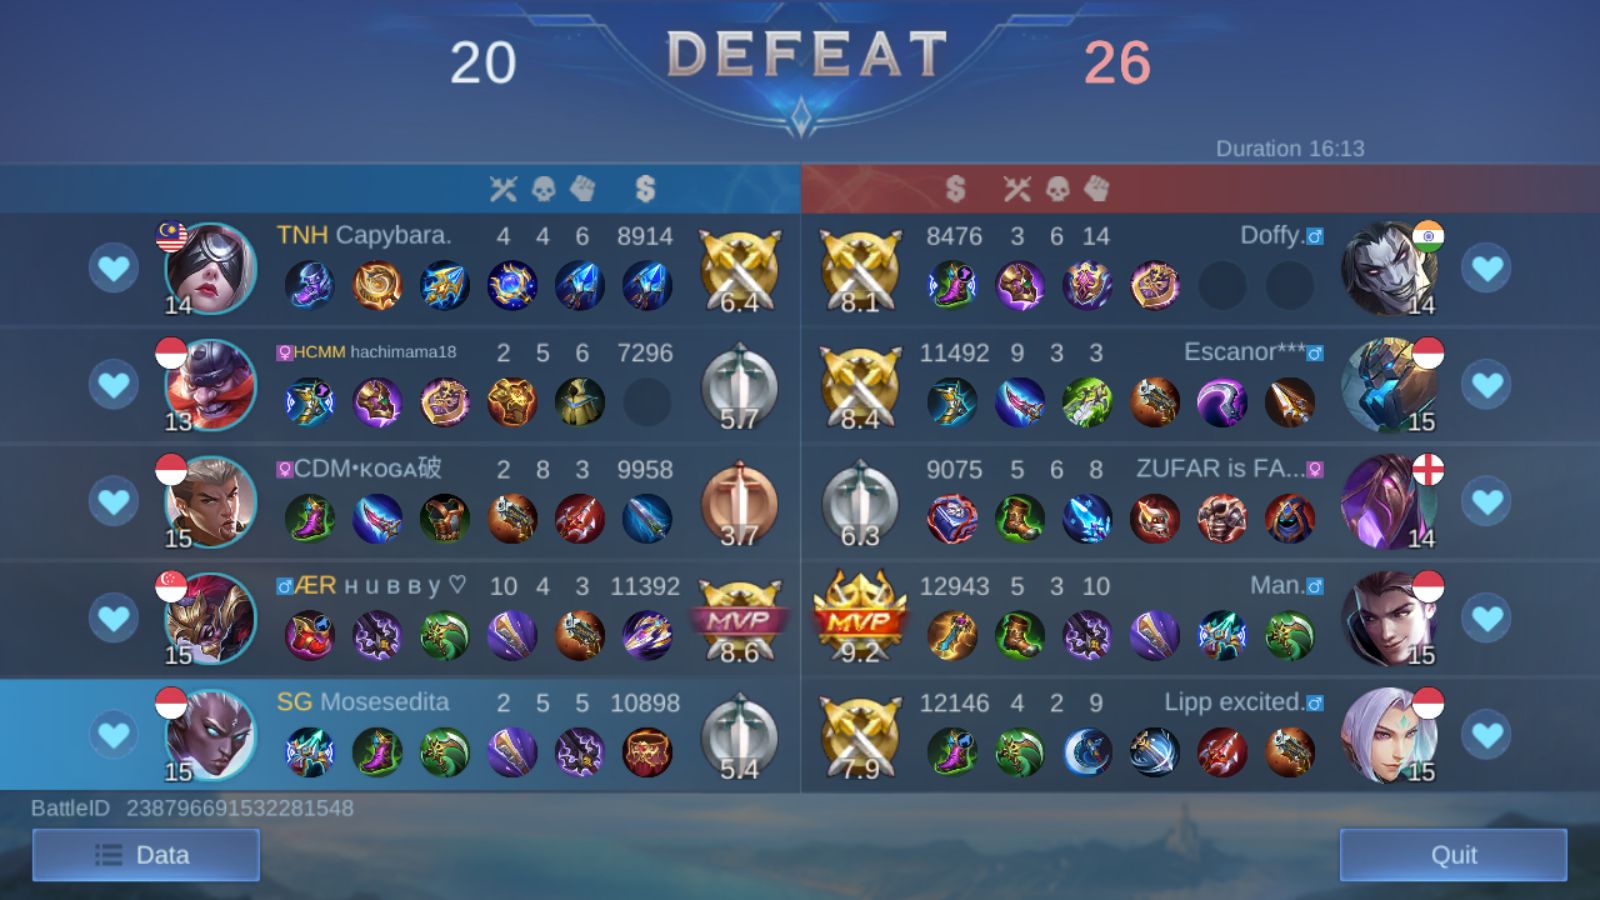 20 DEFEAT 26
Duration 16:13
TNH Capybara. 4 4 6 8914
14 6.4
8.1 8476 3 6 14 Doffy.
14
HCMM hachimama18 2 5 6 7296
13 5.7
8.4 11492 9 3 3 Escanor***
15
CDM•KOGA破 2 8 3 9958
15 3.7
6.3 9075 5 6 8 ZUFAR is FA...
14
ÆR ʜ ᴜ ʙ ʙ y ♡ 10 4 3 11392
15 MVP 8.6
MVP 9.2 12943 5 3 10 Man.
15
SG Mosesedita 2 5 5 10898
15 5.4
7.9 12146 4 2 9 Lipp excited.
15
BattleID 238796691532281548
Data
Quit